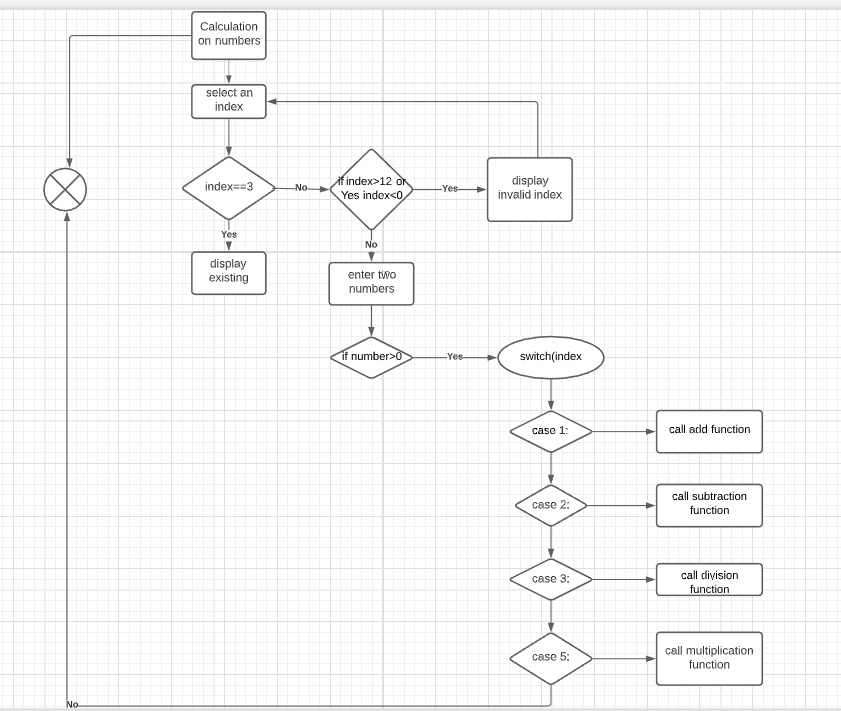 Calculation
on numbers
select an
index
index==3
No
if index>12 or
Yes index<0
Yes
display
invalid index
Yes
No
display
existing
enter two
numbers
if number>0
Yes
switch(index
case 1:
call add function
case 2:
call subtraction
function
case 3:
call division
function
case 5:
call multiplication
function
No